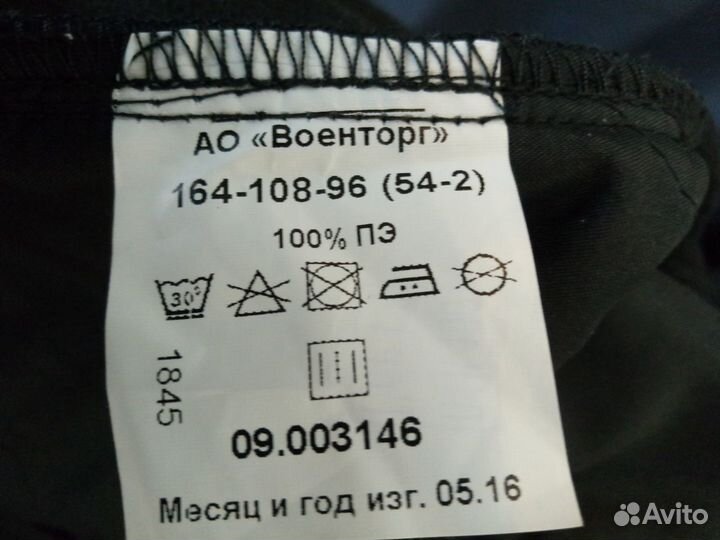 АО «Военторг»
164-108-96 (54-2)
100% ПЭ
30°
1845
09.003146
Месяц и год изг. 05.16
Avito